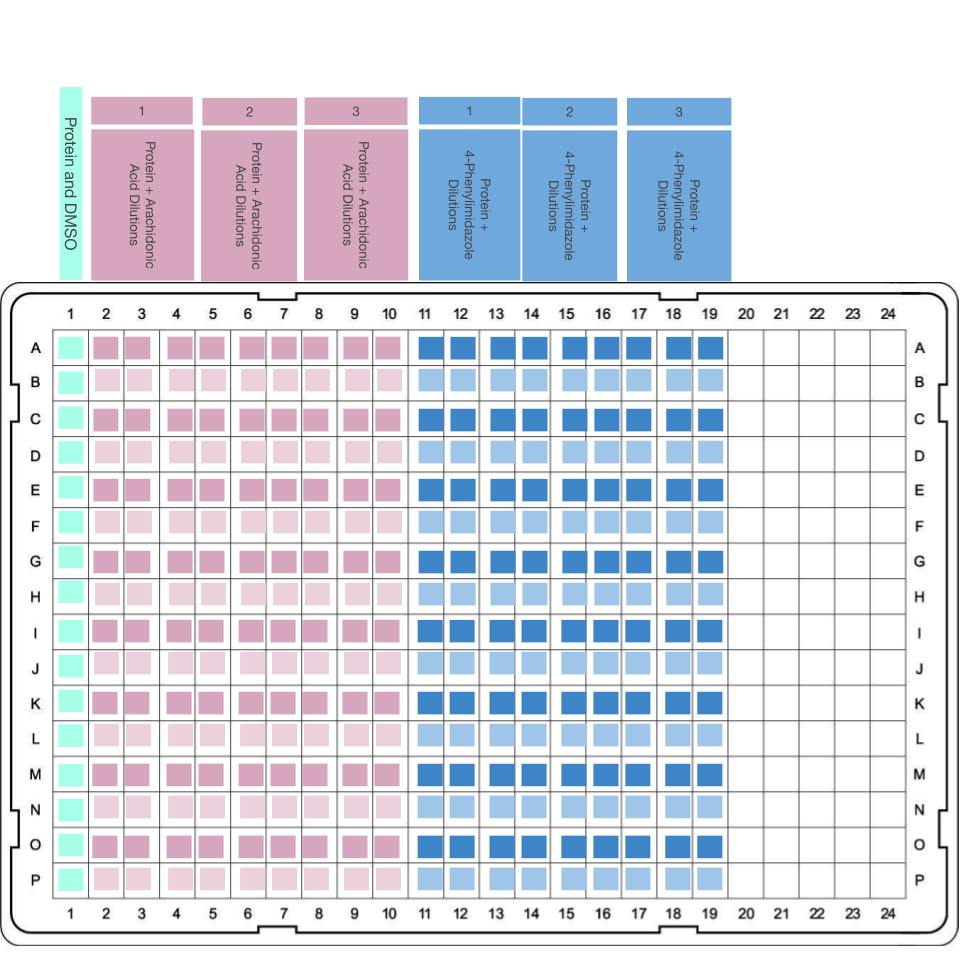 Protein and DMSO
1
2
3
1
2
3
Protein + Arachidonic
Acid Dilutions
Protein + Arachidonic
Acid Dilutions
Protein + Arachidonic
Acid Dilutions
Protein +
4-Phenylimidazole
Dilutions
Protein +
4-Phenylimidazole
Dilutions
Protein +
4-Phenylimidazole
Dilutions
1 2 3 4 5 6 7 8 9 10 11 12 13 14 15 16 17 18 19 20 21 22 23 24
A A
B B
C C
D D
E E
F F
G G
H H
I I
J J
K K
L L
M M
N N
O O
P P
1 2 3 4 5 6 7 8 9 10 11 12 13 14 15 16 17 18 19 20 21 22 23 24